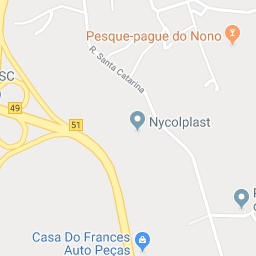 Pesque-pague do Nono
R. Santa Catarina
SC
49
51
Nycolplast
Casa Do Frances
Auto Peças